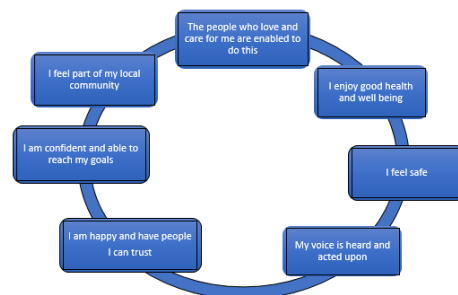 The people who love and
care for me are enabled to
do this
I enjoy good health
and well being
I feel safe
My voice is heard and
acted upon
I am happy and have people
I can trust
I am confident and able to
reach my goals
I feel part of my local
community